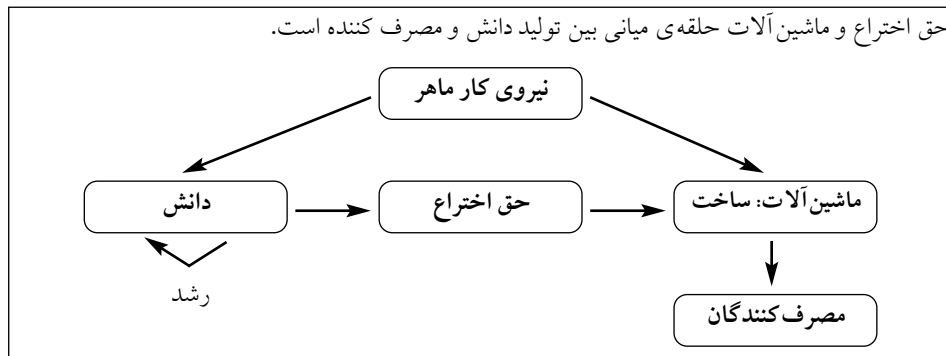 حق اختراع و ماشین‌آلات حلقه‌ی میانی بین تولید دانش و مصرف کننده است.
نیروی کار ماهر
ماشین‌آلات: ساخت
حق اختراع
دانش
رشد
مصرف‌کنندگان